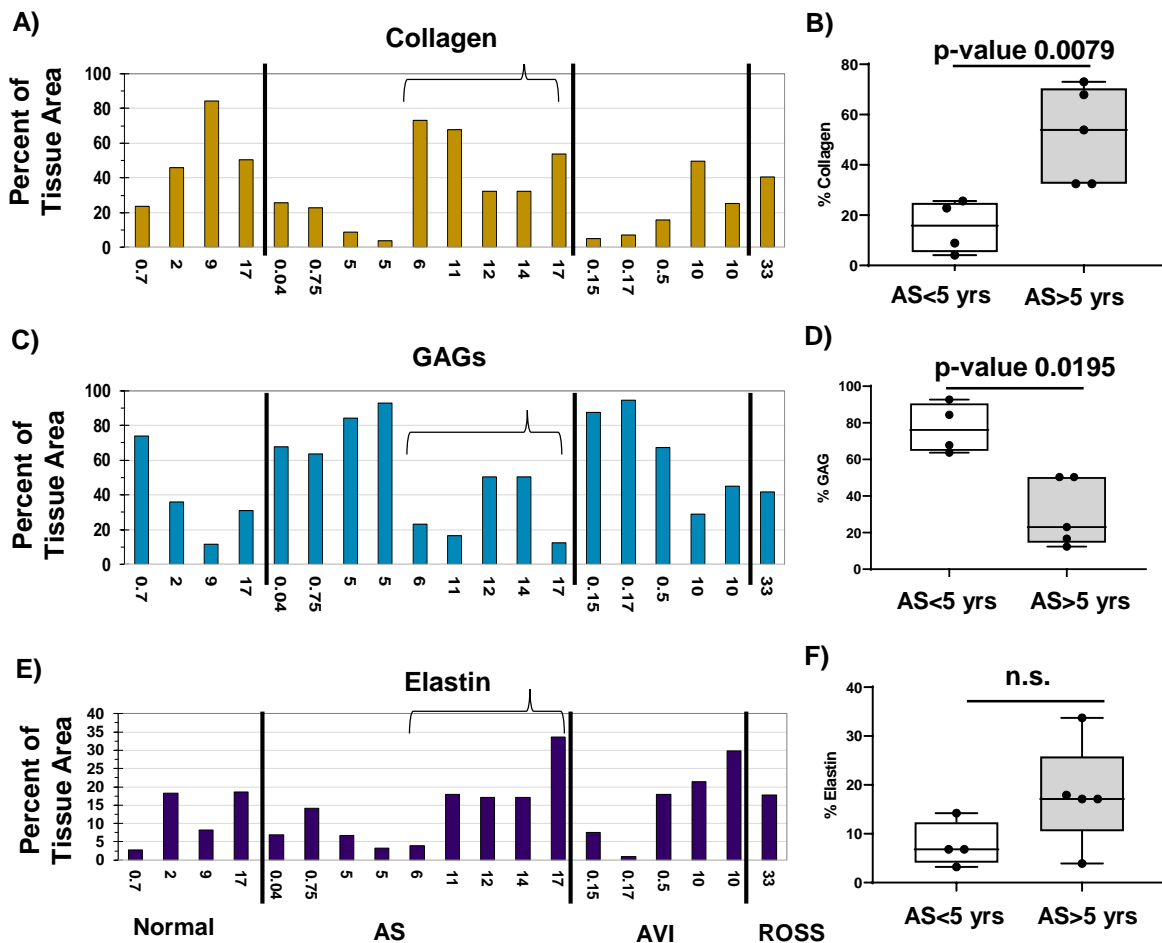 A)
Collagen
Percent of
Tissue Area
100
80
60
40
20
0
0.7 2 9 17 0.04 0.75 5 5 6 11 12 14 17 0.15 0.17 0.5 10 10 33
B)
p-value 0.0079
% Collagen
80
60
40
20
0
AS<5 yrs AS>5 yrs
C)
GAGs
Percent of
Tissue Area
100
90
80
70
60
50
40
30
20
10
0
0.7 2 9 17 0.04 0.75 5 5 6 11 12 14 17 0.15 0.17 0.5 10 10 33
D)
p-value 0.0195
% GAG
100
80
60
40
20
0
AS<5 yrs AS>5 yrs
E)
Elastin
Percent of
Tissue Area
40
35
30
25
20
15
10
5
0
0.7 2 9 17 0.04 0.75 5 5 6 11 12 14 17 0.15 0.17 0.5 10 10 33
Normal AS AVI ROSS
F)
n.s.
% Elastin
40
30
20
10
0
AS<5 yrs AS>5 yrs